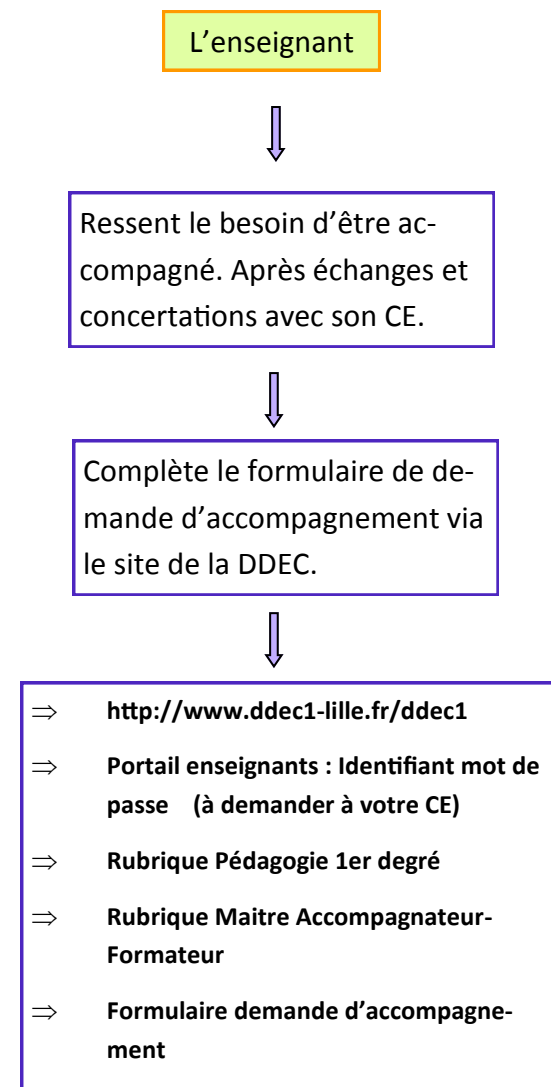 L’enseignant
Ressent le besoin d’être ac-
compagné. Après échanges et
concertations avec son CE.
Complète le formulaire de de-
mande d’accompagnement via
le site de la DDEC.
⇒ http://www.ddec1-lille.fr/ddec1
⇒ Portail enseignants : Identifiant mot de
passe (à demander à votre CE)
⇒ Rubrique Pédagogie 1er degré
⇒ Rubrique Maitre Accompagnateur-
Formateur
⇒ Formulaire demande d’accompagne-
ment